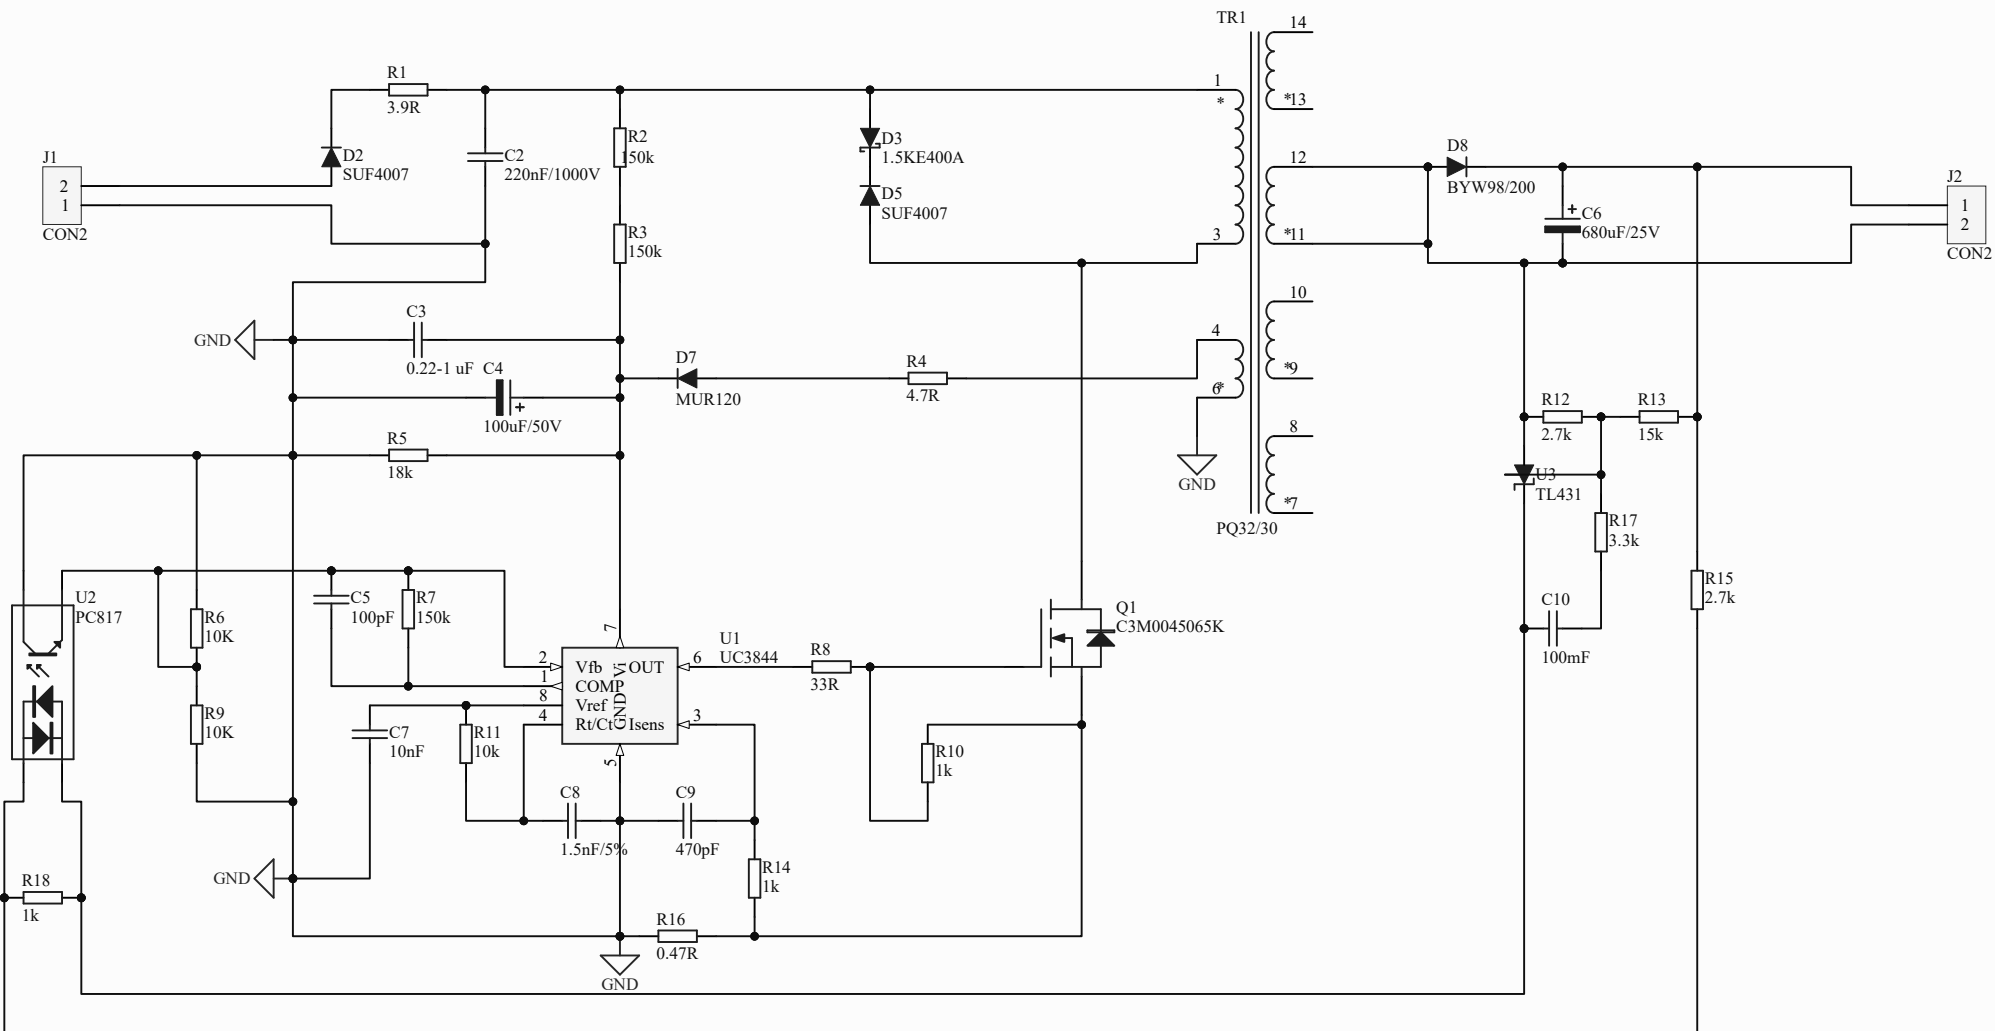 TR1
14
*13
R1
3.9R
1
*
J1
2
1
CON2
D2
SUF4007
C2
220nF/1000V
R2
150k
D3
1.5KE400A
D5
SUF4007
R3
150k
3
12
*11
D8
BYW98/200
+
C6
680uF/25V
J2
1
2
CON2
GND
C3
0.22-1 uF
C4
+
100uF/50V
D7
MUR120
R4
4.7R
4
6*
GND
10
*9
8
*7
PQ32/30
R5
18k
R12
2.7k
R13
15k
U3
TL431
R17
3.3k
C10
100mF
R15
2.7k
U2
PC817
R6
10K
R9
10K
C5
100pF
R7
150k
7
2
1
8
4
Vfb
COMP
Vref
Rt/Ct
Vi
GND
OUT
Isens
6
3
5
U1
UC3844
R8
33R
Q1
C3M0045065K
C7
10nF
R11
10k
R10
1k
C8
1.5nF/5%
C9
470pF
R14
1k
GND
R18
1k
R16
0.47R
GND